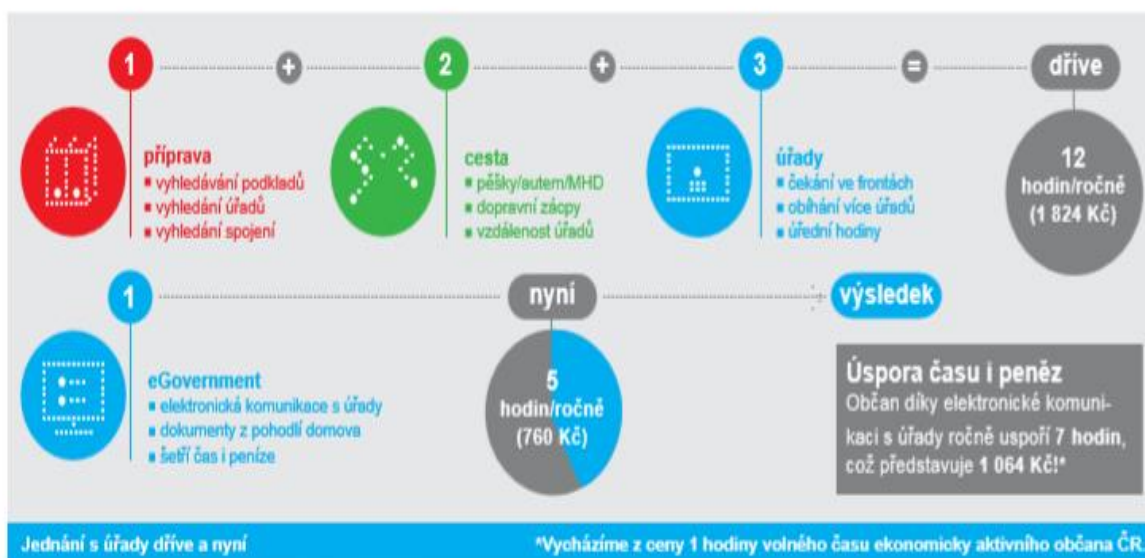 1
+
2
+
3
=
dříve
příprava
■ vyhledávání podkladů
■ vyhledání úřadů
■ vyhledání spojení
cesta
■ pěšky/autem/MHD
■ dopravní zácpy
■ vzdálenost úřadů
úřady
■ čekání ve frontách
■ obíhání více úřadů
■ úřední hodiny
12
hodin/ročně
(1 824 Kč)
1
nyní
výsledek
eGovernment
■ elektronická komunikace s úřady
■ dokumenty z pohodlí domova
■ šetří čas i peníze
5
hodin/ročně
(760 Kč)
Úspora času i peněz
Občan díky elektronické komuni-
kaci s úřady ročně uspoří 7 hodin,
což představuje 1 064 Kč!*
Jednání s úřady dříve a nyní
*Vycházíme z ceny 1 hodiny volného času ekonomicky aktivního občana ČR